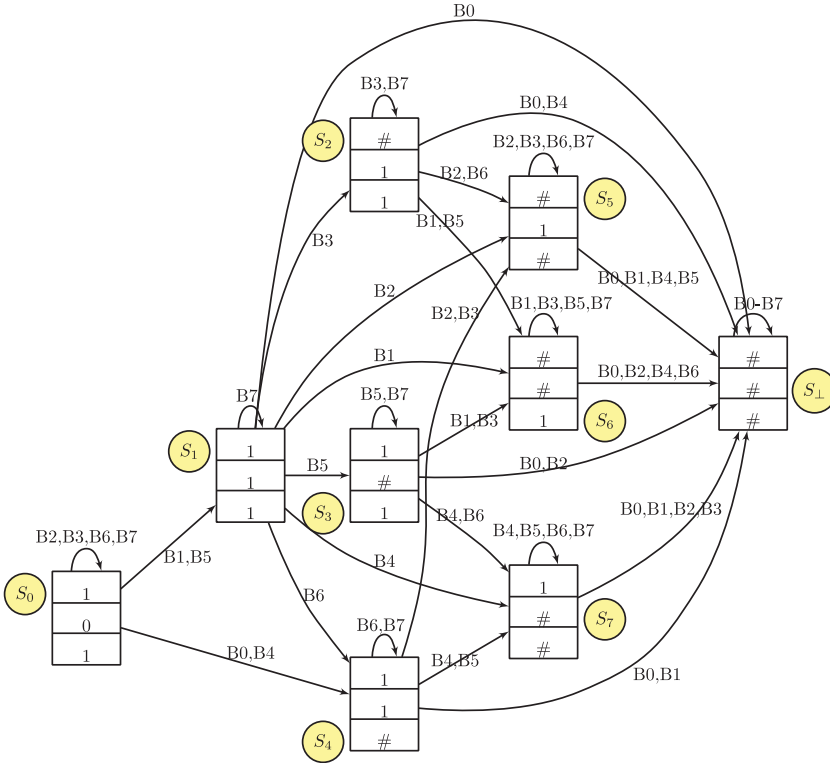 B0
B3,B7
S2
#
1
1
B0,B4
B2,B6
B1,B5
B2,B3,B6,B7
S5
#
1
#
B3
B2
B2,B3
B0,B1,B4,B5
B1,B3,B5,B7
#
#
1
S6
B0,B2,B4,B6
B0-B7
#
#
#
S⊥
B1
B7
S1
1
1
1
B5
B5,B7
1
#
1
S3
B1,B3
B0,B2
B4,B6
B4
B0,B1,B2,B3
B2,B3,B6,B7
S0
1
0
1
B1,B5
B6
B0,B4
B4,B5,B6,B7
1
#
#
S7
B6,B7
1
1
#
S4
B4,B5
B0,B1